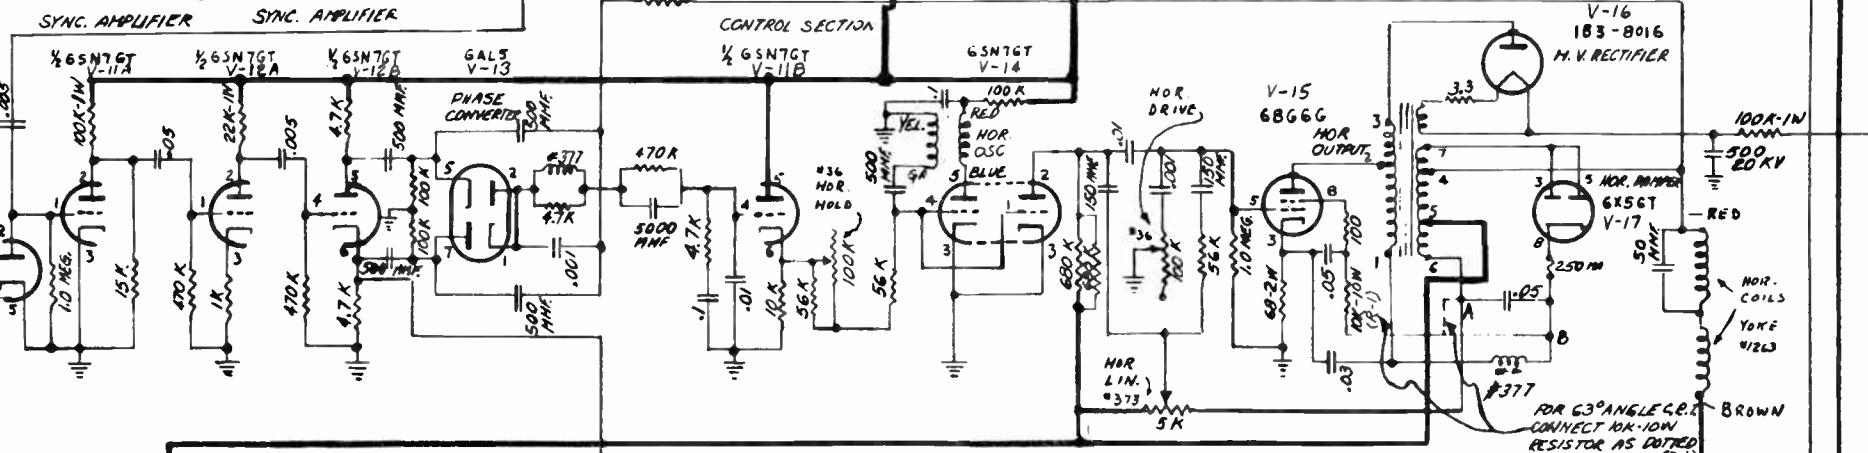 SYNC. AMPLIFIER
SYNC. AMPLIFIER
CONTROL SECTION
V-16
1B3-8016
H.V. RECTIFIER
½ 6SN7GT
V-11A
½ 6SN7GT
V-12A
½ 6SN7GT
V-12B
6AL5
V-13
PHASE
CONVERTER
½ 6SN7GT
V-11B
6SN7GT
V-14
V-15
6BG6G
HOR
OUTPUT
HOR
DRIVE
.005
100K-1W
22K-1W
4.7K
500 MMF.
500
MMF.
.1
100K
RED
HOR.
OSC
BLUE
YEL.
500
MMF.
3.3
100K-1W
500
20 KV
.05
.005
#377
4.7K
470K
5000
MMF
#36
HOR.
HOLD
100K
100K
100K
.01
150 MMF
.001
150
MMF.
HOR. DAMPER
6X5GT
V-17
RED
1.0 MEG.
15K
470K
1K
470K
4.7K
500 MMF.
.001
500
MMF.
4.7K
.1
.01
10K
56K
56K
680K
#36
100K
56K
1.0 MEG.
68-2W
.05
100
10K-10W
250 MA
.05
A
B
50
MMF.
HOR.
COILS
YOKE
#1263
HOR
LIN.
#373
5K
.03
#377
BROWN
FOR 63° ANGLE C.R.T
CONNECT 10K-10W
RESISTOR AS DOTTED